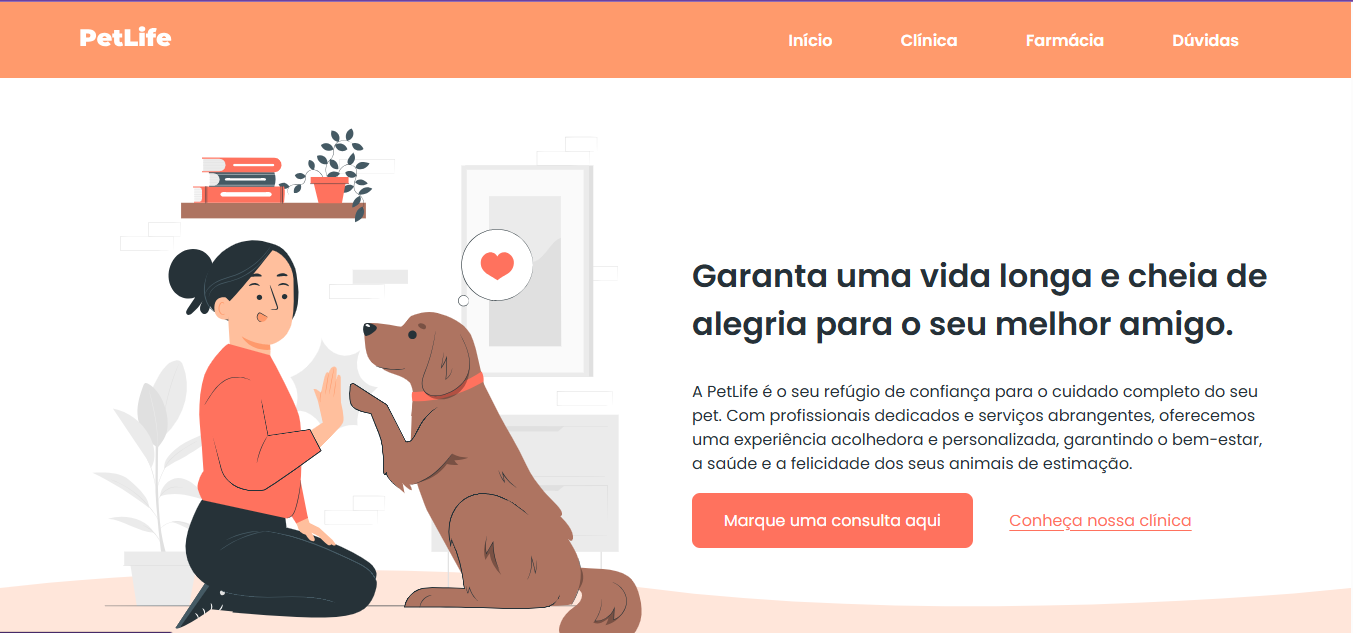 PetLife
Início Clínica Farmácia Dúvidas
Garanta uma vida longa e cheia de
alegria para o seu melhor amigo.
A PetLife é o seu refúgio de confiança para o cuidado completo do seu
pet. Com profissionais dedicados e serviços abrangentes, oferecemos
uma experiência acolhedora e personalizada, garantindo o bem-estar,
a saúde e a felicidade dos seus animais de estimação.
Marque uma consulta aqui
Conheça nossa clínica